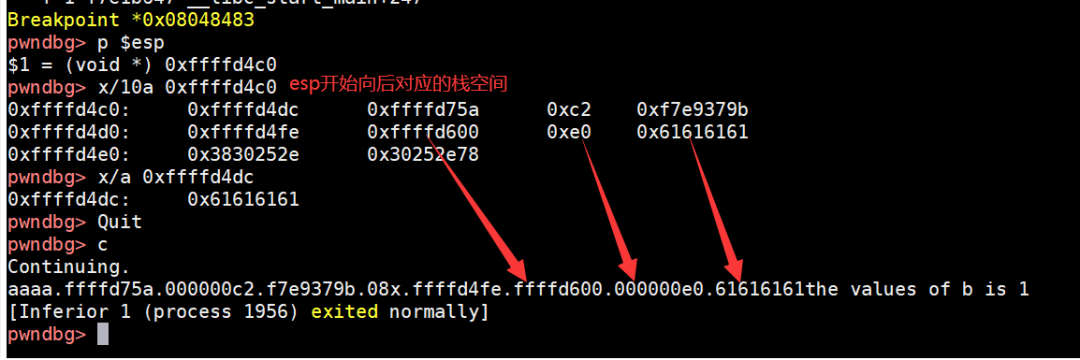 Breakpoint *0x08048483
pwndbg> p $esp
$1 = (void *) 0xffffd4c0
pwndbg> x/10a 0xffffd4c0 esp开始向后对应的栈空间
0xffffd4c0: 0xffffd4dc 0xffffd75a 0xc2 0xf7e9379b
0xffffd4d0: 0xffffd4fe 0xffffd600 0xe0 0x61616161
0xffffd4e0: 0x3830252e 0x30252e78
pwndbg> x/a 0xffffd4dc
0xffffd4dc: 0x61616161
pwndbg> Quit
pwndbg> c
Continuing.
aaaa.ffffd75a.000000c2.f7e9379b.08x.ffffd4fe.ffffd600.000000e0.61616161the values of b is 1
[Inferior 1 (process 1956) exited normally]
pwndbg>